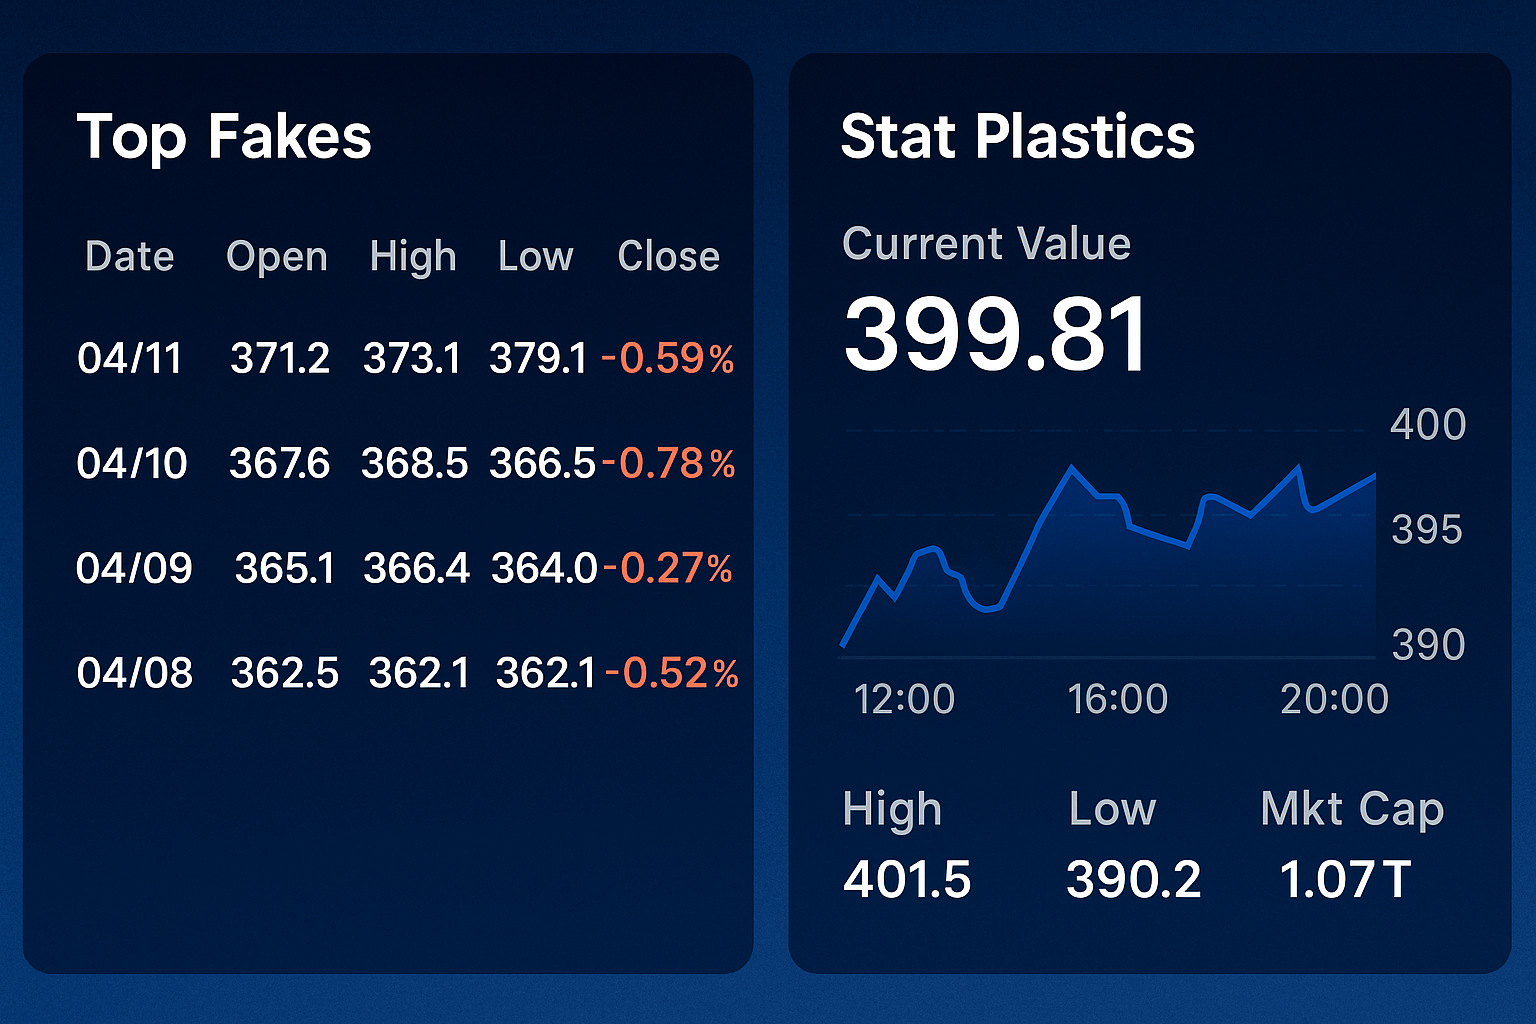 Top Fakes
Date Open High Low Close
04/11 371.2 373.1 379.1 -0.59%
04/10 367.6 368.5 366.5 -0.78%
04/09 365.1 366.4 364.0 -0.27%
04/08 362.5 362.1 362.1 -0.52%
Stat Plastics
Current Value
399.81
400
395
390
12:00 16:00 20:00
High Low Mkt Cap
401.5 390.2 1.07T